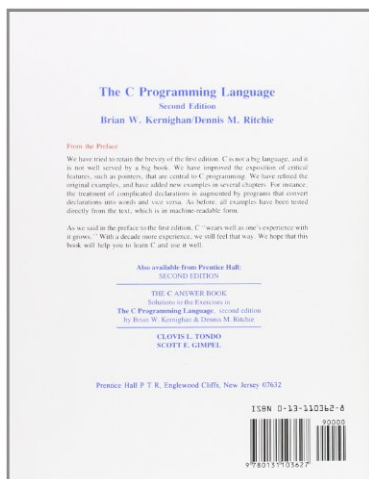 The C Programming Language
Second Edition
Brian W. Kernighan/Dennis M. Ritchie
From the Preface
We have tried to retain the brevity of the first edition. C is not a big language, and it
is not well served by a big book. We have improved the exposition of critical
features, such as pointers, that are central to C programming. We have refined the
original examples, and have added new examples in several chapters. For instance,
the treatment of complicated declarations is augmented by programs that convert
declarations into words and vice versa. As before, all examples have been tested
directly from the text, which is in machine-readable form.
As we said in the preface to the first edition, C "wears well as one's experience with
it grows." With a decade more experience, we still feel that way. We hope that this
book will help you to learn C and use it well.
Also available from Prentice Hall:
SECOND EDITION
THE C ANSWER BOOK
Solutions to the Exercises in
The C Programming Language, second edition
by Brian W. Kernighan & Dennis M. Ritchie
CLOVIS L. TONDO
SCOTT E. GIMPEL
Prentice Hall P T R, Englewood Cliffs, New Jersey 07632
ISBN 0-13-110362-8
90000
9 780131 103627